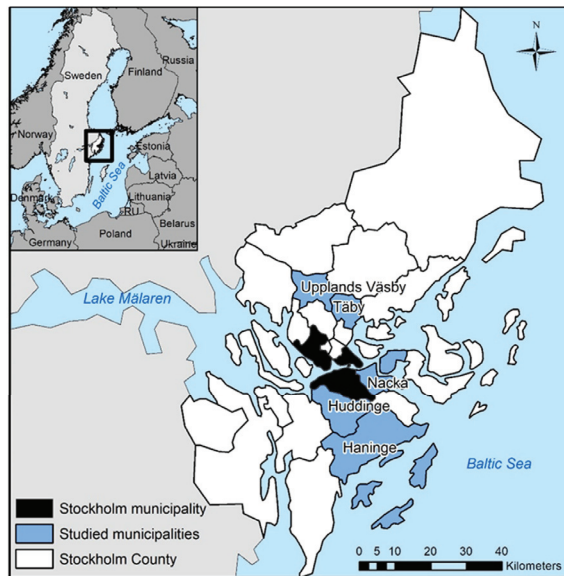 N
Sweden
Finland
Russia
Norway
Estonia
Latvia
Baltic Sea
Denmark
Lithuania
RU
Belarus
Poland
Germany
Ukraine
Lake Mälaren
Upplands Väsby
Täby
Nacka
Huddinge
Haninge
Baltic Sea
Stockholm municipality
Studied municipalities
Stockholm County
0 5 10 20 30 40
Kilometers